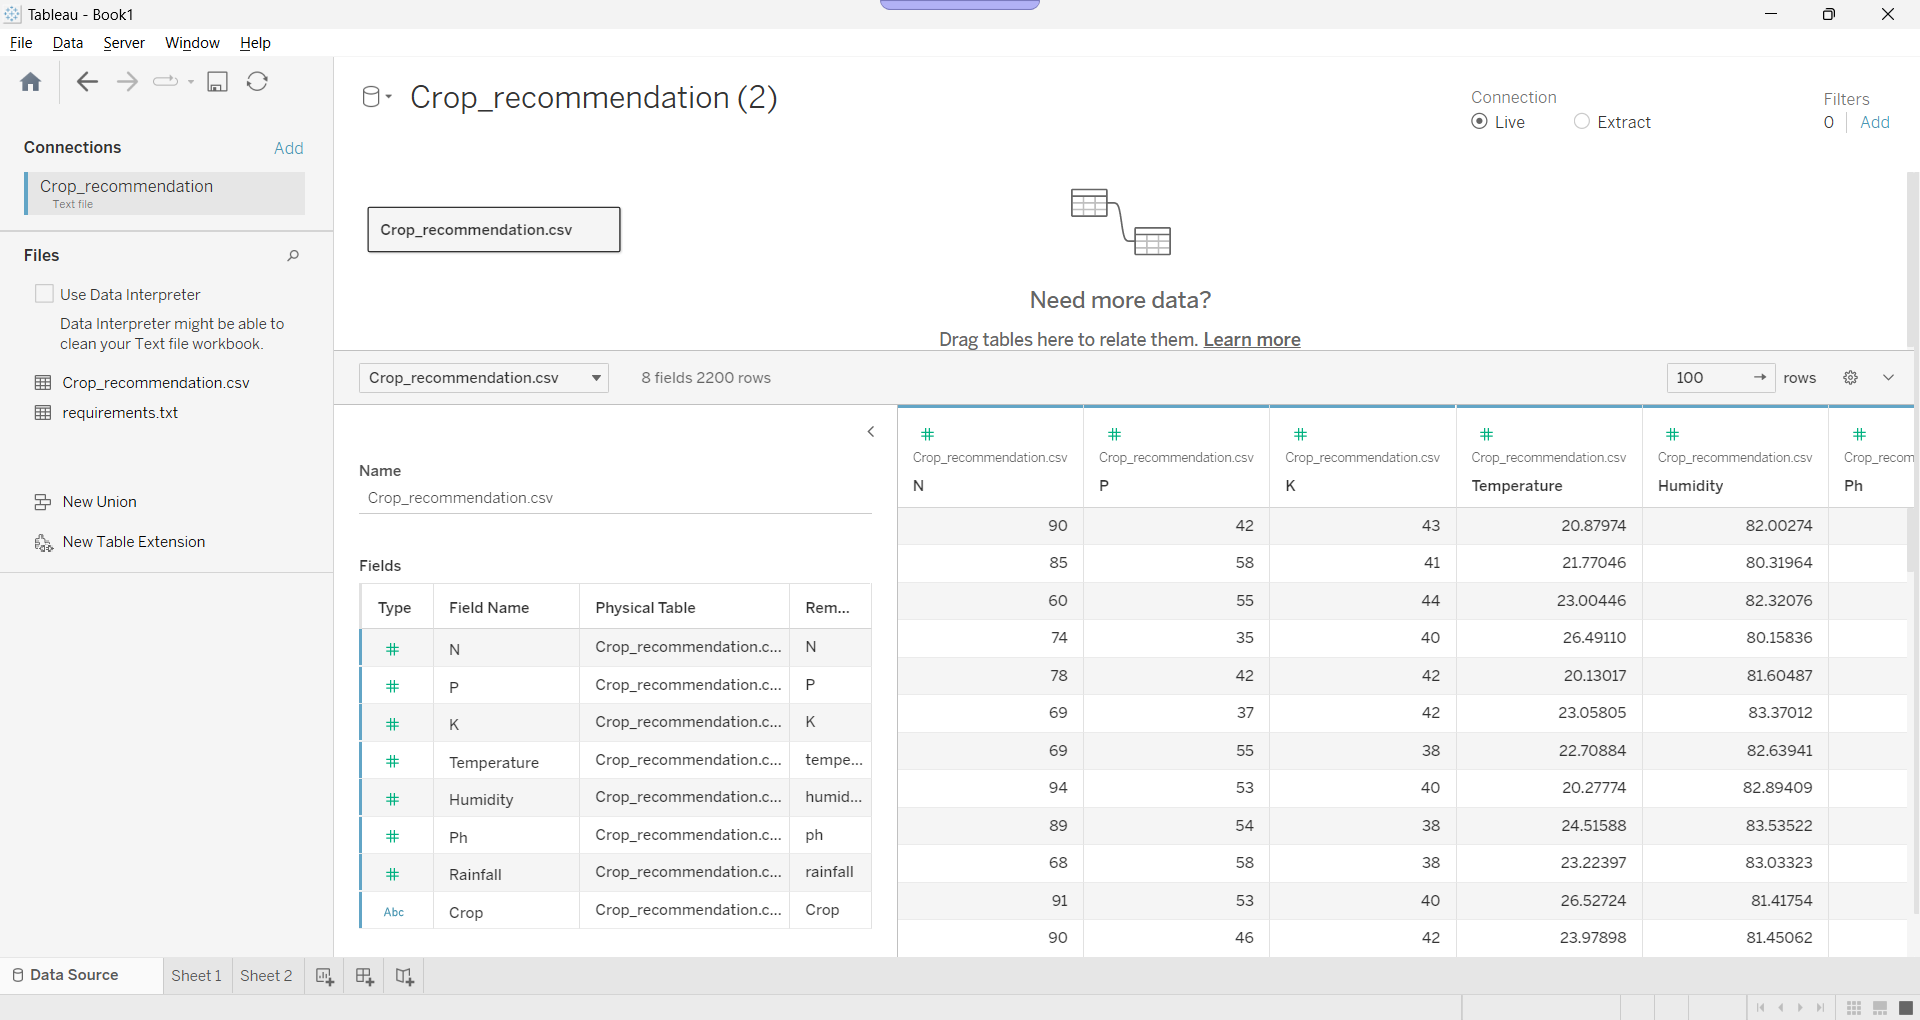 Tableau - Book1
File Data Server Window Help
Crop_recommendation (2)
Connection
Live Extract
Filters
0 Add
Connections Add
Crop_recommendation
Text file
Files
Use Data Interpreter
Data Interpreter might be able to
clean your Text file workbook.
Crop_recommendation.csv
requirements.txt
New Union
New Table Extension
Crop_recommendation.csv
Need more data?
Drag tables here to relate them. Learn more
Crop_recommendation.csv 8 fields 2200 rows 100 → rows
Name
Crop_recommendation.csv
Fields
Type Field Name Physical Table Rem...
# N Crop_recommendation.c... N
# P Crop_recommendation.c... P
# K Crop_recommendation.c... K
# Temperature Crop_recommendation.c... tempe...
# Humidity Crop_recommendation.c... humid...
# Ph Crop_recommendation.c... ph
# Rainfall Crop_recommendation.c... rainfall
Abc Crop Crop_recommendation.c... Crop
# # # # # #
Crop_recommendation.csv Crop_recommendation.csv Crop_recommendation.csv Crop_recommendation.csv Crop_recommendation.csv Crop_recom
N P K Temperature Humidity Ph
90 42 43 20.87974 82.00274
85 58 41 21.77046 80.31964
60 55 44 23.00446 82.32076
74 35 40 26.49110 80.15836
78 42 42 20.13017 81.60487
69 37 42 23.05805 83.37012
69 55 38 22.70884 82.63941
94 53 40 20.27774 82.89409
89 54 38 24.51588 83.53522
68 58 38 23.22397 83.03323
91 53 40 26.52724 81.41754
90 46 42 23.97898 81.45062
Data Source Sheet 1 Sheet 2